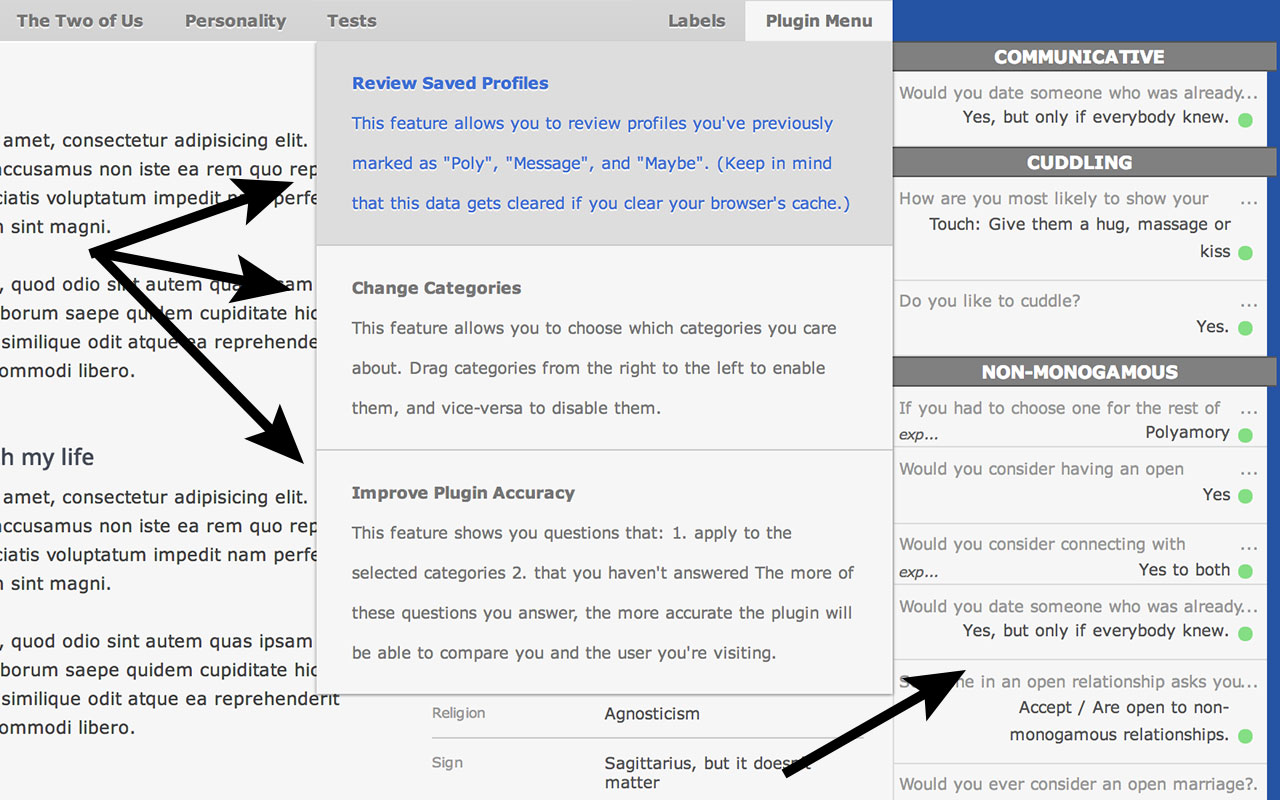 The Two of Us Personality Tests Labels Plugin Menu
amet, consectetur adipisicing elit.
accusamus non iste ea rem quo rep
ciatis voluptatum impedit perfe
sint magni.
, quod odio sint autem quas ipsam
borum saepe quidem cupiditate hic
similique odit atque ea reprehende
ommodi libero.
h my life
amet, consectetur adipisicing elit.
accusamus non iste ea rem quo rep
ciatis voluptatum impedit nam perfe
sint magni.
, quod odio sint autem quas ipsam
borum saepe quidem cupiditate hic
similique odit atque ea reprehenderit
ommodi libero.
Review Saved Profiles
This feature allows you to review profiles you've previously
marked as "Poly", "Message", and "Maybe". (Keep in mind
that this data gets cleared if you clear your browser's cache.)
Change Categories
This feature allows you to choose which categories you care
about. Drag categories from the right to the left to enable
them, and vice-versa to disable them.
Improve Plugin Accuracy
This feature shows you questions that: 1. apply to the
selected categories 2. that you haven't answered The more of
these questions you answer, the more accurate the plugin will
be able to compare you and the user you're visiting.
Religion Agnosticism
Sign Sagittarius, but it doesn't
matter
COMMUNICATIVE
Would you date someone who was already...
Yes, but only if everybody knew.
CUDDLING
How are you most likely to show your ...
Touch: Give them a hug, massage or
kiss
Do you like to cuddle? ...
Yes.
NON-MONOGAMOUS
If you had to choose one for the rest of ...
exp... Polyamory
Would you consider having an open ...
Yes
Would you consider connecting with ...
exp... Yes to both
Would you date someone who was already...
Yes, but only if everybody knew.
Someone in an open relationship asks you...
Accept / Are open to non-
monogamous relationships.
Would you ever consider an open marriage?.